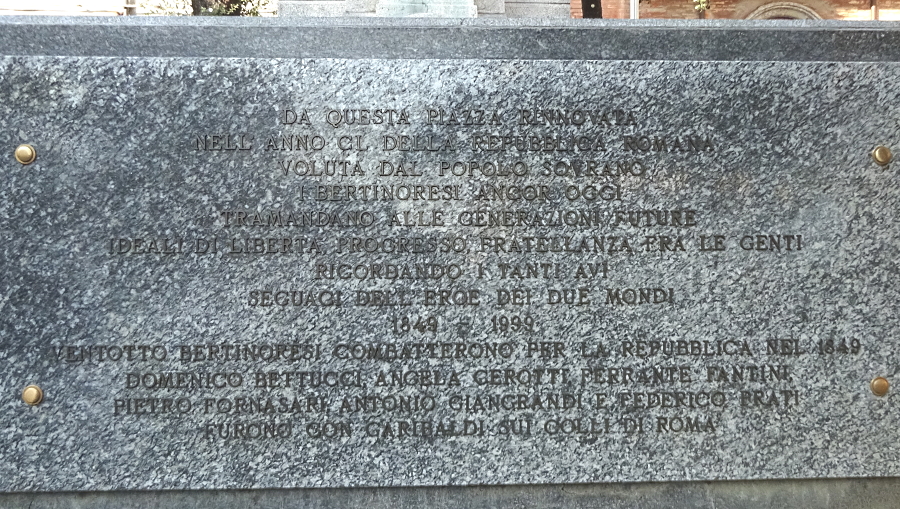 DA QUESTA PIAZZA RINNOVATA
NELL' ANNO CL DELLA REPUBBLICA ROMANA
VOLUTA DAL POPOLO SOVRANO
I BERTINORESI ANCOR OGGI
TRAMANDANO ALLE GENERAZIONI FUTURE
IDEALI DI LIBERTA' PROGRESSO FRATELLANZA FRA LE GENTI
RICORDANDO I TANTI AVI
SEGUACI DELL' EROE DEI DUE MONDI
1849 - 1999
VENTOTTO BERTINORESI COMBATTERONO PER LA REPUBBLICA NEL 1849
DOMENICO BETTUCCI, ANGELA CEROTTI, FERRANTE FANTINI,
PIETRO FORNASARI, ANTONIO GIANGRANDI E FEDERICO FRATI
FURONO CON GARIBALDI SUI COLLI DI ROMA